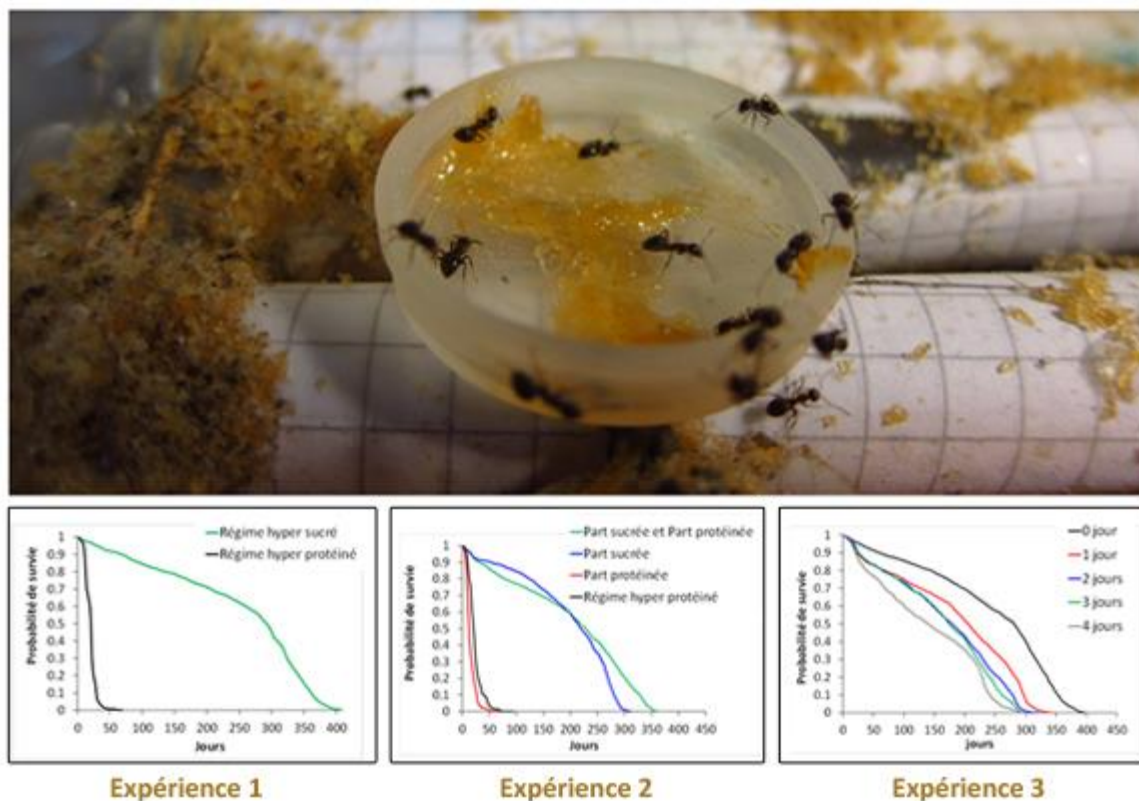 Probabilité de survie
1
0.9
0.8
0.7
0.6
0.5
0.4
0.3
0.2
0.1
0
Régime hyper sucré
Régime hyper protéiné
0 50 100 150 200 250 300 350 400
Jours
Expérience 1
Probabilité de survie
1
0.9
0.8
0.7
0.6
0.5
0.4
0.3
0.2
0.1
0
Part sucrée et Part protéinée
Part sucrée
Part protéinée
Régime hyper protéiné
0 50 100 150 200 250 300 350 400 450
Jours
Expérience 2
Probabilité de survie
1
0.9
0.8
0.7
0.6
0.5
0.4
0.3
0.2
0.1
0
0 jour
1 jour
2 jours
3 jours
4 jours
0 50 100 150 200 250 300 350 400 450
jours
Expérience 3